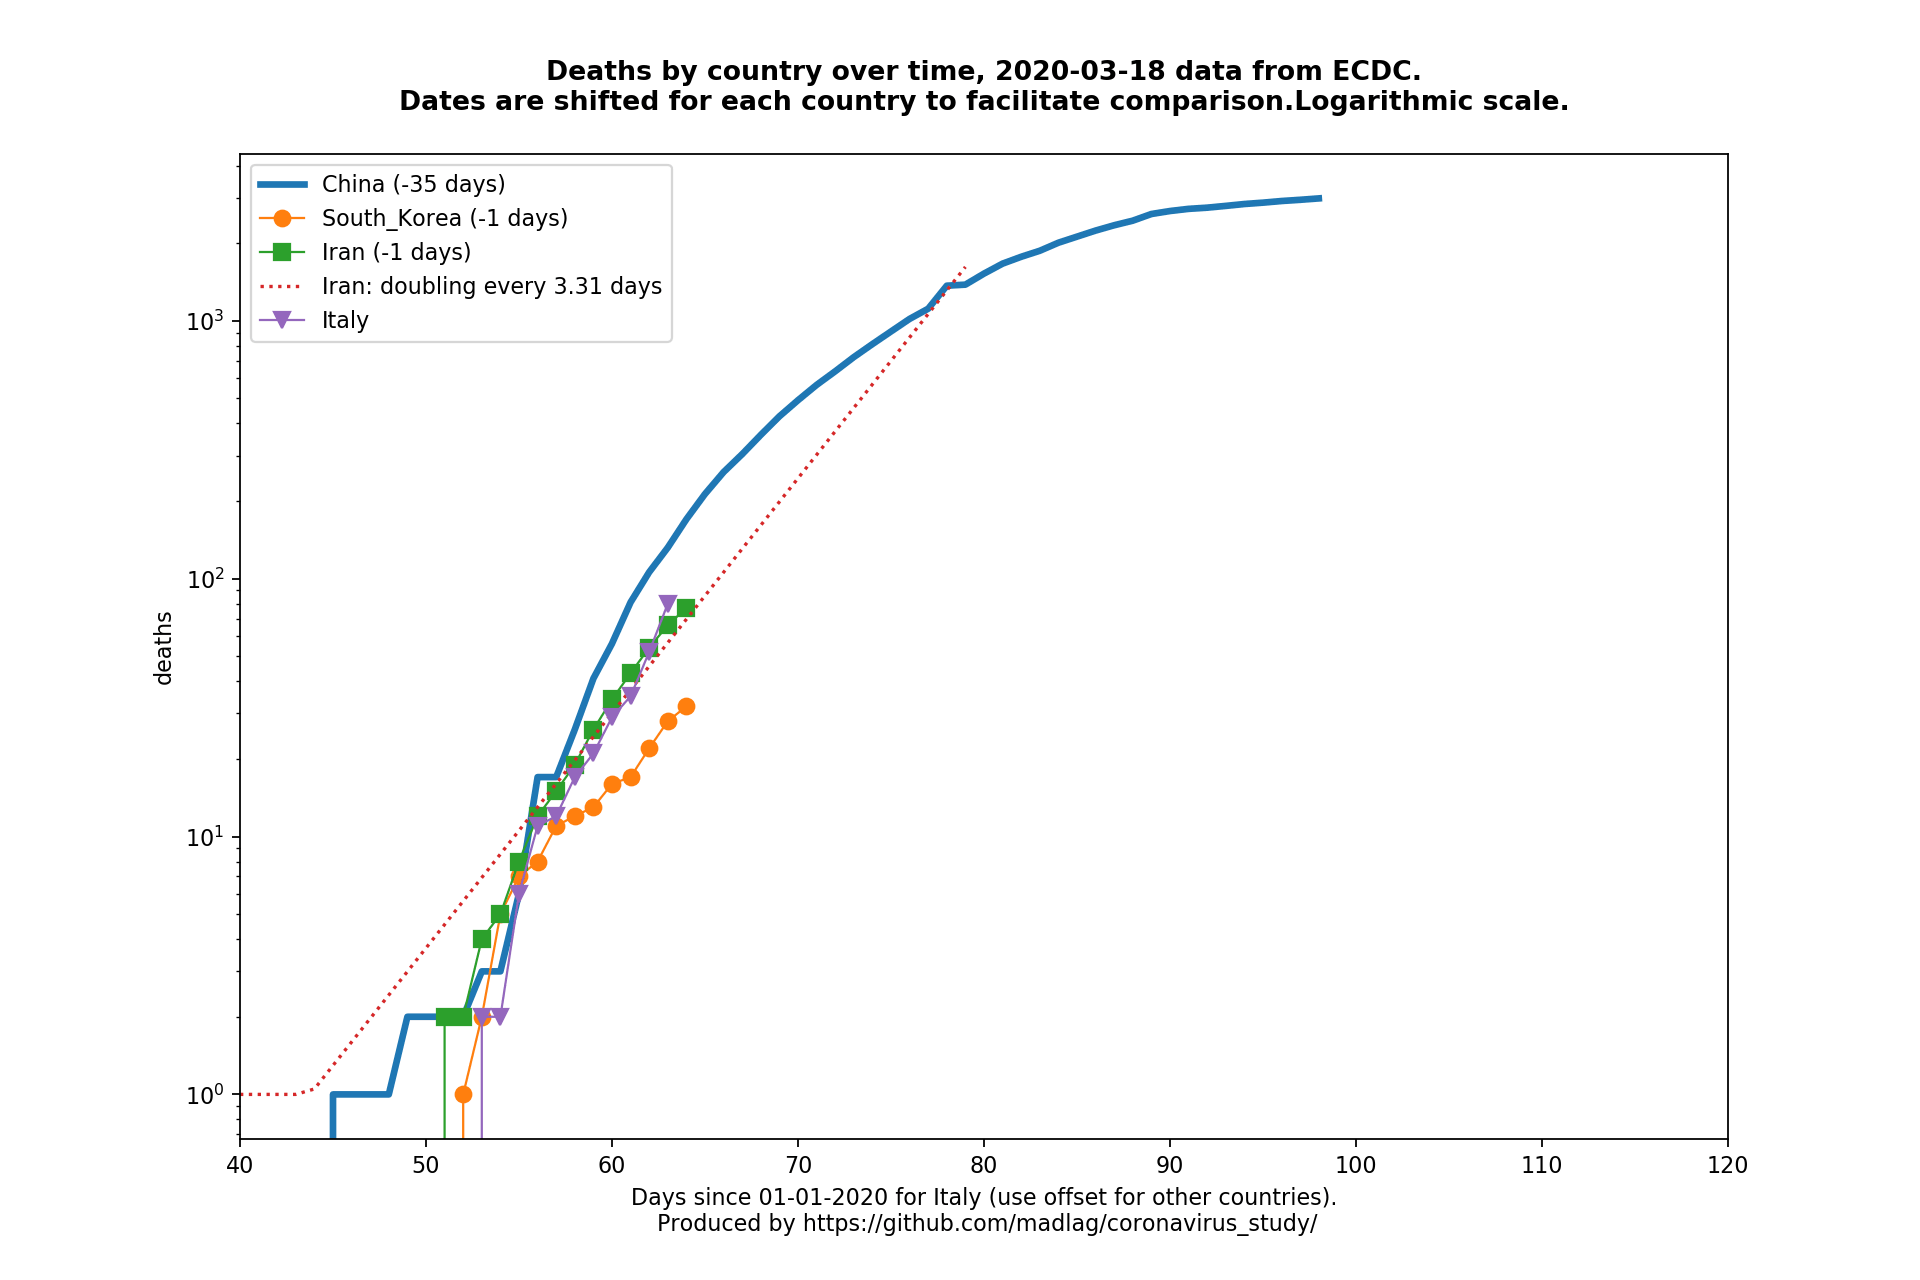 Deaths by country over time, 2020-03-18 data from ECDC.
Dates are shifted for each country to facilitate comparison.Logarithmic scale.
China (-35 days)
South_Korea (-1 days)
Iran (-1 days)
Iran: doubling every 3.31 days
Italy
10³
10²
10¹
10⁰
deaths
40 50 60 70 80 90 100 110 120
Days since 01-01-2020 for Italy (use offset for other countries).
Produced by https://github.com/madlag/coronavirus_study/